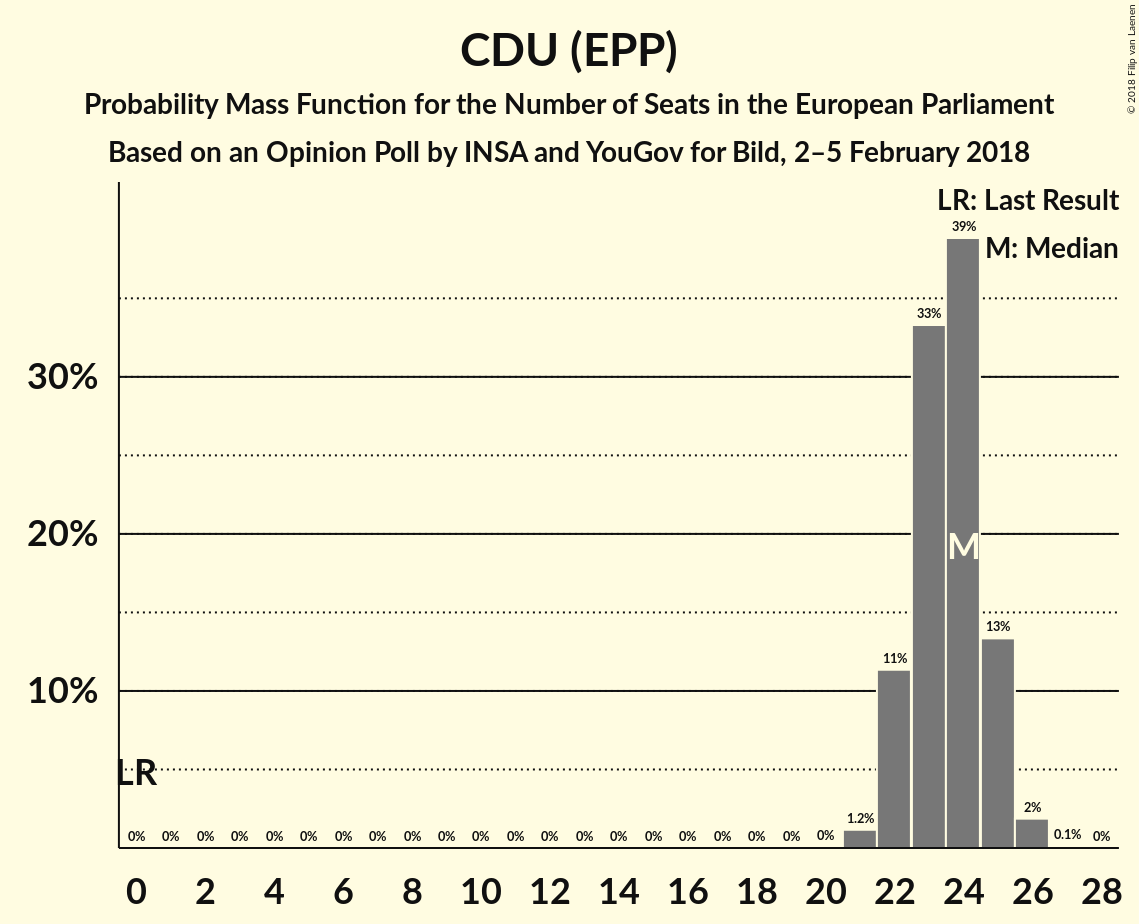 CDU (EPP)
Probability Mass Function for the Number of Seats in the European Parliament
Based on an Opinion Poll by INSA and YouGov for Bild, 2–5 February 2018
© 2018 Filip van Laenen
LR: Last Result
M: Median
39%
33%
30%
20%
M
13%
11%
10%
LR
2%
1.2%
0% 0% 0% 0% 0% 0% 0% 0% 0% 0% 0% 0% 0% 0% 0% 0% 0% 0% 0% 0% 0% 0.1% 0%
0 2 4 6 8 10 12 14 16 18 20 22 24 26 28